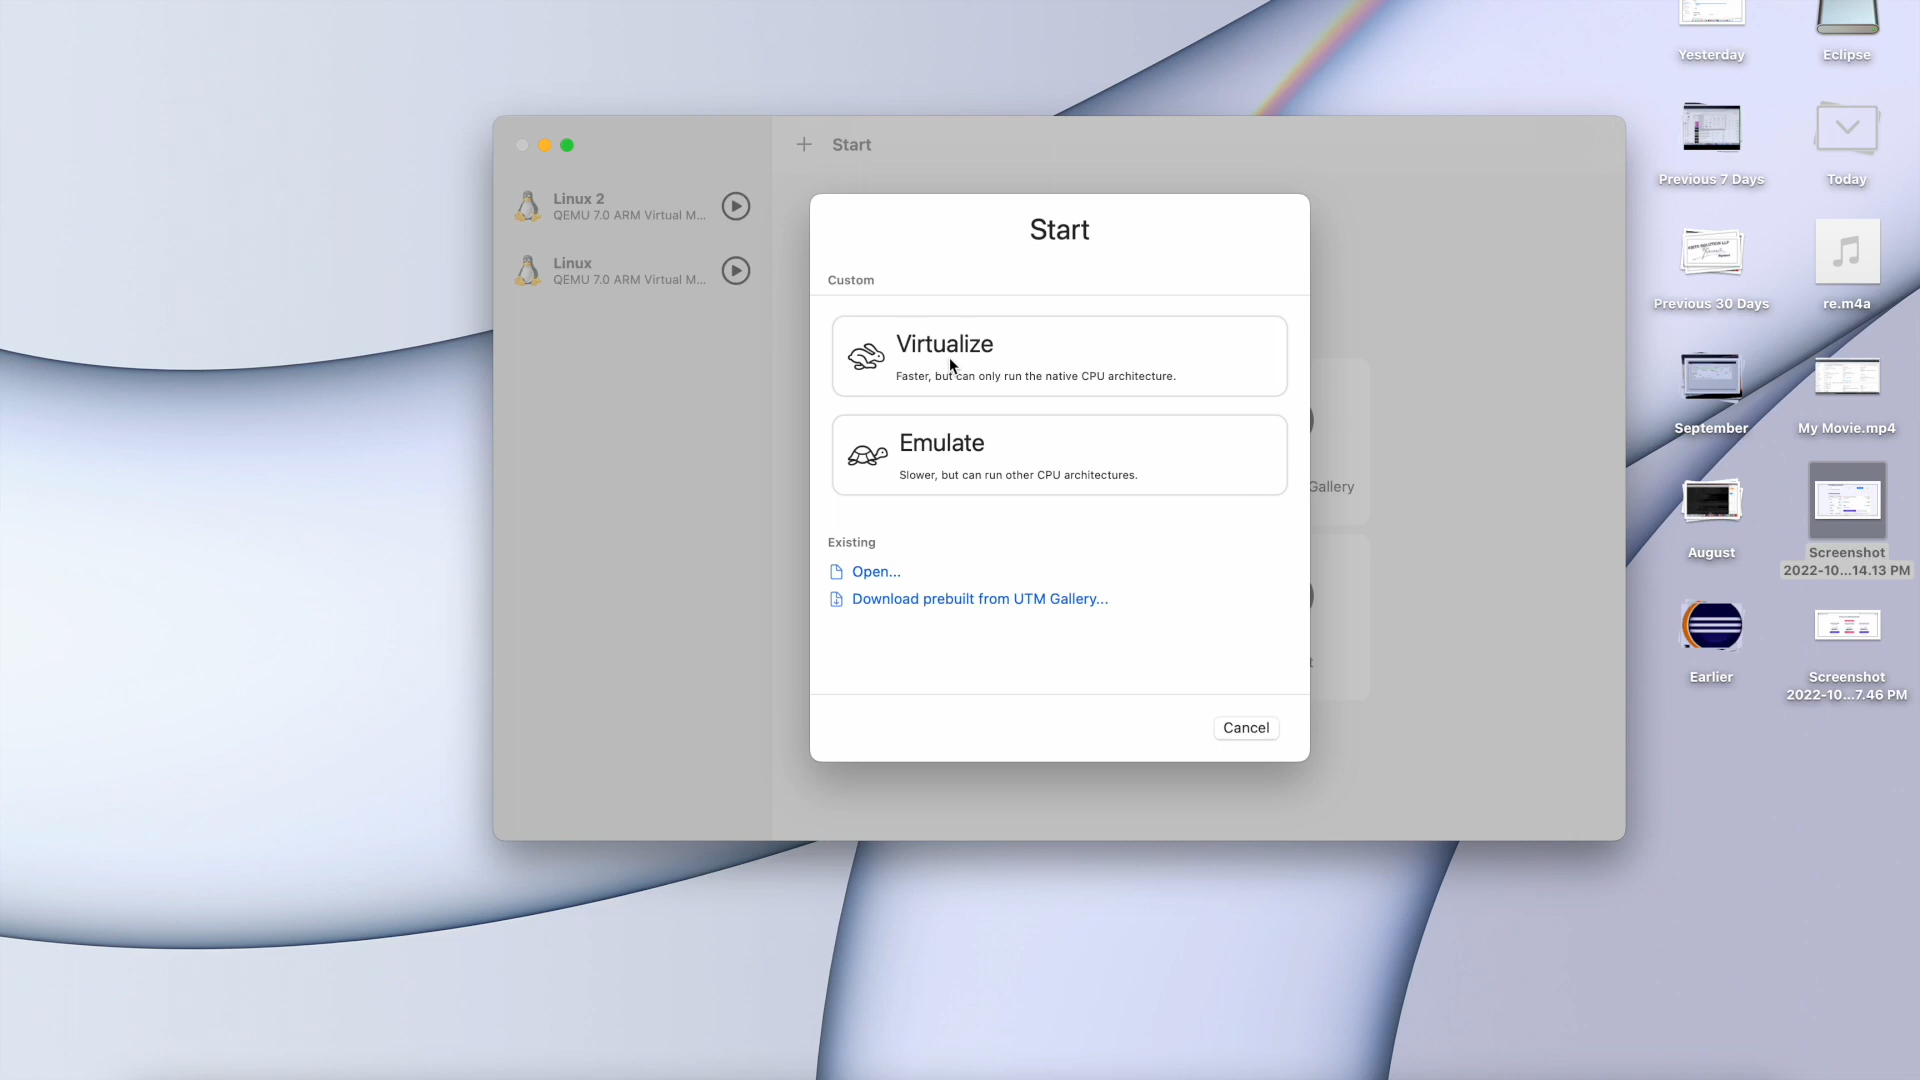 Start
Linux 2
QEMU 7.0 ARM Virtual M...
Linux
QEMU 7.0 ARM Virtual M...
Start
Custom
Virtualize
Faster, but can only run the native CPU architecture.
Emulate
Slower, but can run other CPU architectures.
Existing
Open...
Download prebuilt from UTM Gallery...
Cancel
Gallery
Yesterday
Eclipse
Previous 7 Days
Today
Previous 30 Days
re.m4a
September
My Movie.mp4
August
Screenshot
2022-10...14.13 PM
Earlier
Screenshot
2022-10...7.46 PM